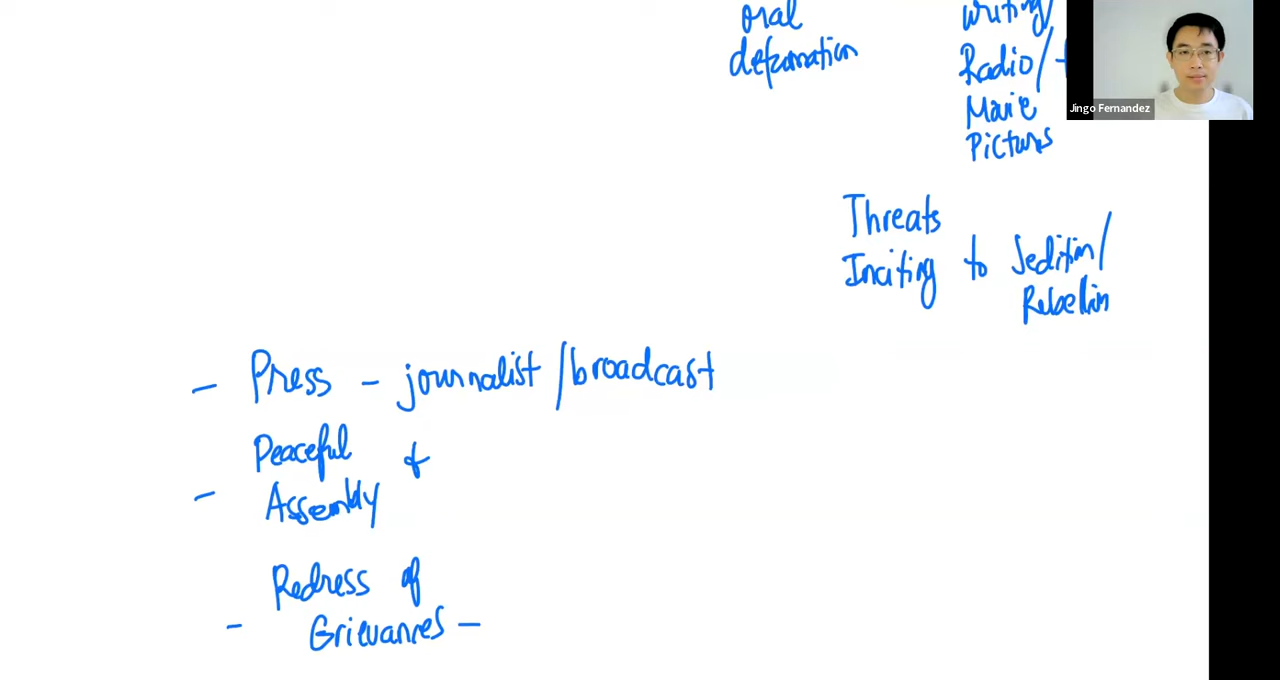 oral
defamation
writing/
Radio/
Movie
Pictures
Jingo Fernandez
Threats
Inciting to Sedition/
Rebellion
- Press - journalist/broadcast
- Peaceful &
Assembly
- Redress of
Grievances -